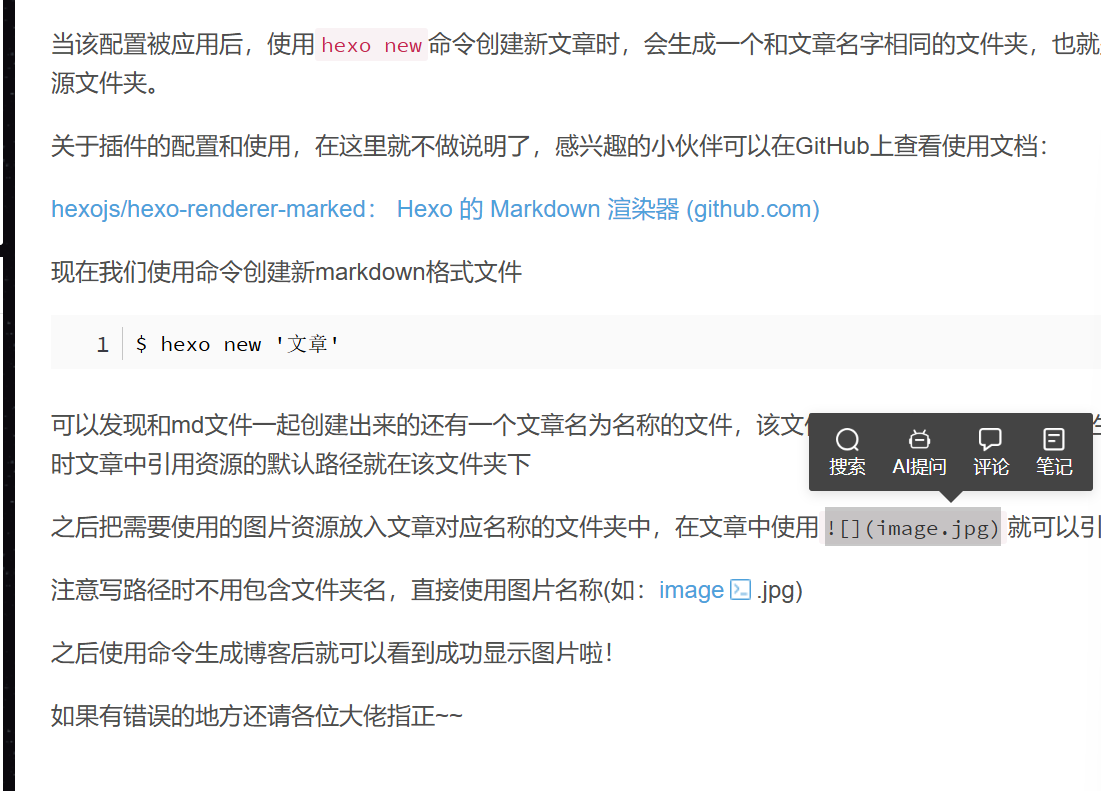 当该配置被应用后，使用hexo new命令创建新文章时，会生成一个和文章名字相同的文件夹，也就
源文件夹。
关于插件的配置和使用，在这里就不做说明了，感兴趣的小伙伴可以在GitHub上查看使用文档：
hexojs/hexo-renderer-marked： Hexo 的 Markdown 渲染器 (github.com)
现在我们使用命令创建新markdown格式文件
1 $ hexo new '文章'
可以发现和md文件一起创建出来的还有一个文章名为名称的文件，该文
搜索 AI提问 评论 笔记
时文章中引用资源的默认路径就在该文件夹下
之后把需要使用的图片资源放入文章对应名称的文件夹中，在文章中使用 ![](image.jpg) 就可以引
注意写路径时不用包含文件夹名，直接使用图片名称(如：image .jpg)
之后使用命令生成博客后就可以看到成功显示图片啦！
如果有错误的地方还请各位大佬指正~~